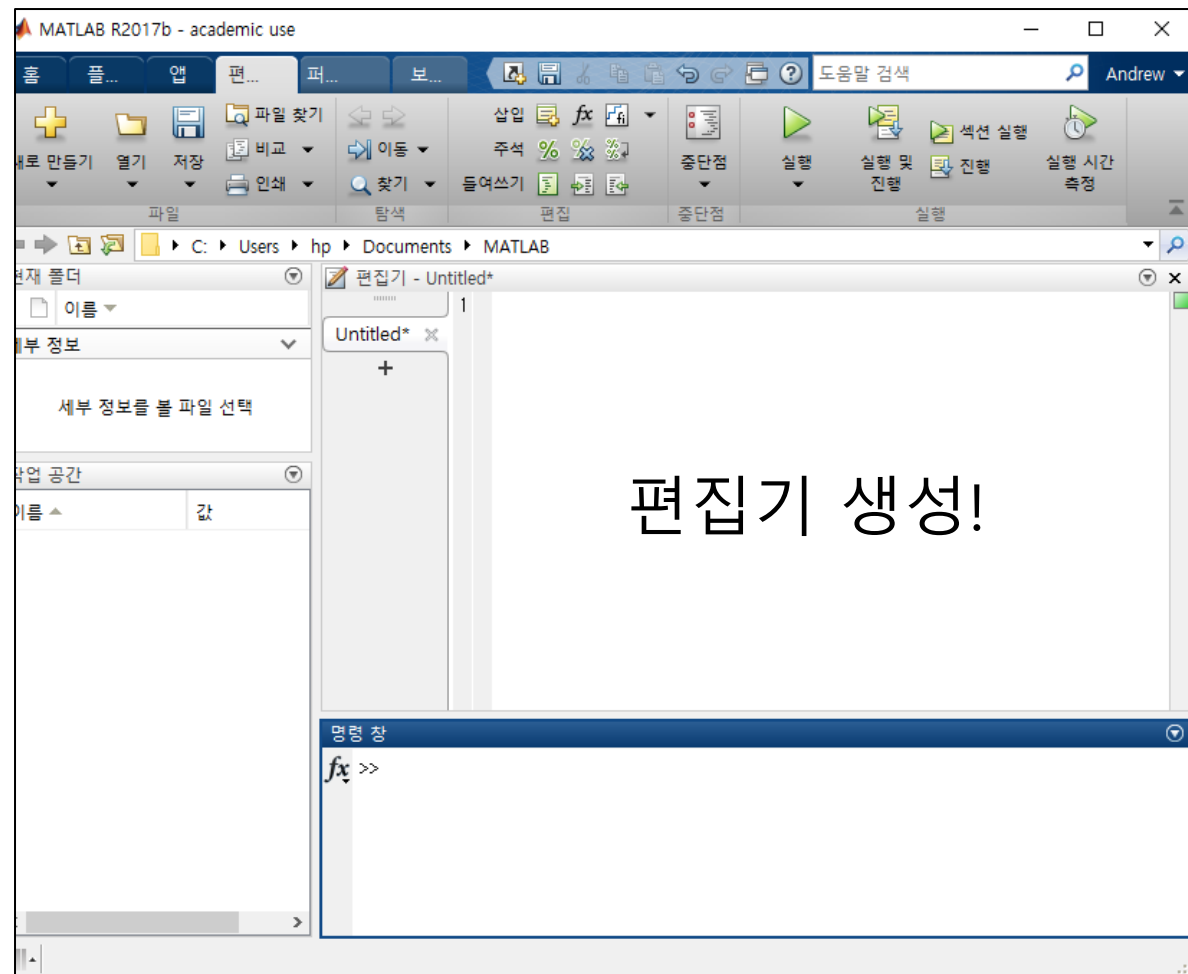 MATLAB R2017b - academic use
홈 플... 앱 편... 퍼... 보... 도움말 검색 Andrew
새로 만들기 열기 저장 파일 찾기 비교 인쇄
이동 찾기
삽입 fx fi
주석
들여쓰기
중단점
실행
실행 및 진행
섹션 실행
진행
실행 시간 측정
파일 탐색 편집 중단점 실행
C: Users hp Documents MATLAB
현재 폴더
이름
세부 정보
세부 정보를 볼 파일 선택
작업 공간
이름 값
편집기 - Untitled*
Untitled*
+
1
편집기 생성!
명령 창
fx >>